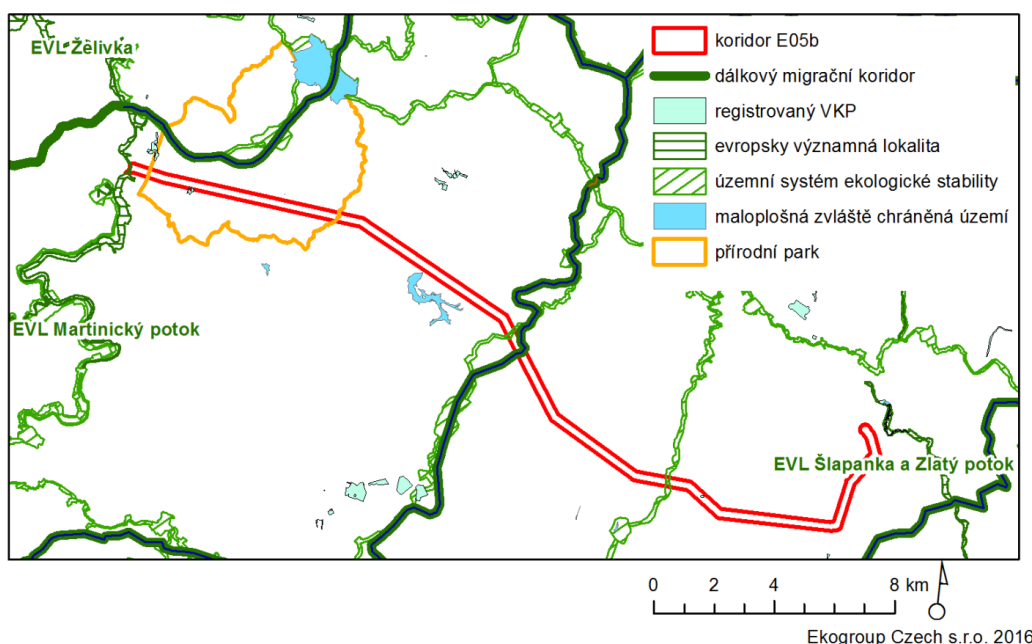 EVL Želivka
koridor E05b
dálkový migrační koridor
registrovaný VKP
evropsky významná lokalita
územní systém ekologické stability
maloplošná zvláště chráněná území
přírodní park
EVL Martinický potok
EVL Šlapanka a Zlatý potok
0 2 4 8 km
Ekogroup Czech s.r.o. 2016